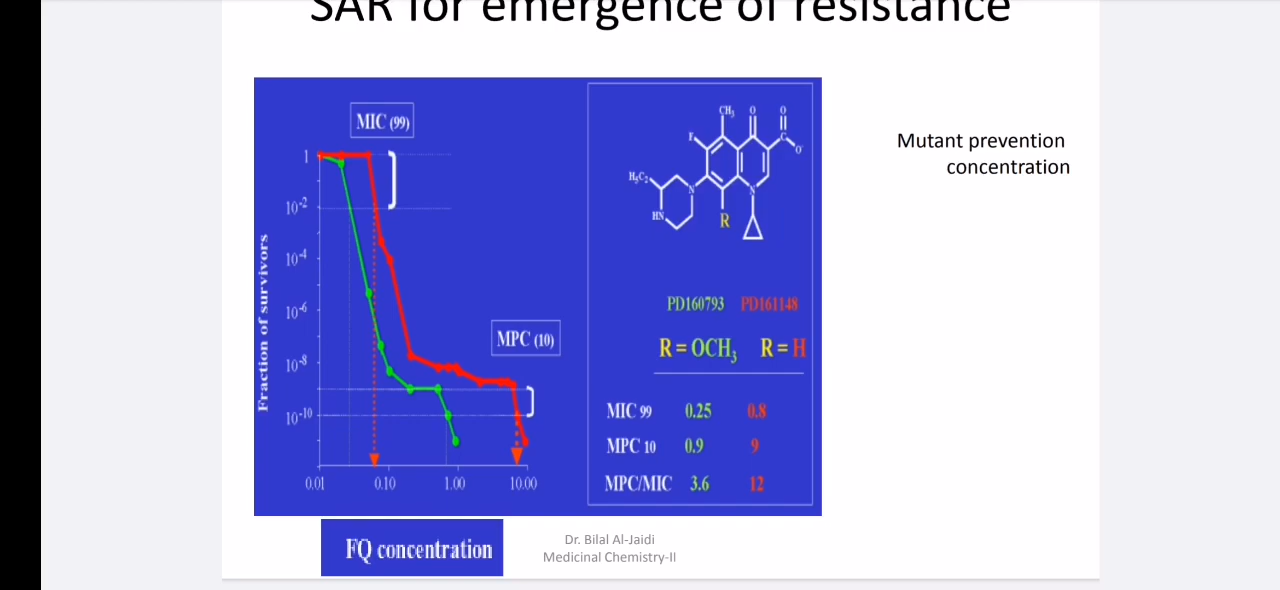 SAR for emergence of resistance
MIC (99)
1
10-2
10-4
10-6
10-8
10-10
Fraction of survivors
0.01 0.10 1.00 10.00
MPC (10)
FQ concentration
CH3 O O
F C O-
H3C2 N N
HN R
PD160793 PD161148
R = OCH3 R = H
MIC 99 0.25 0.8
MPC 10 0.9 9
MPC/MIC 3.6 12
Mutant prevention
concentration
Dr. Bilal Al-Jaidi
Medicinal Chemistry-II